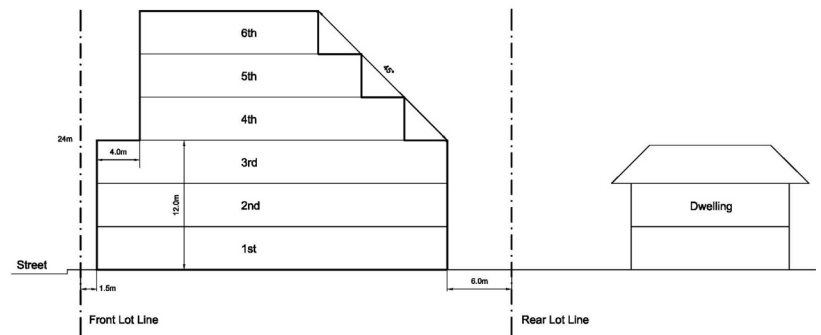 6th
5th
45°
4th
24m
4.0m
3rd
12.0m
2nd
Dwelling
1st
Street
1.5m
6.0m
Front Lot Line
Rear Lot Line